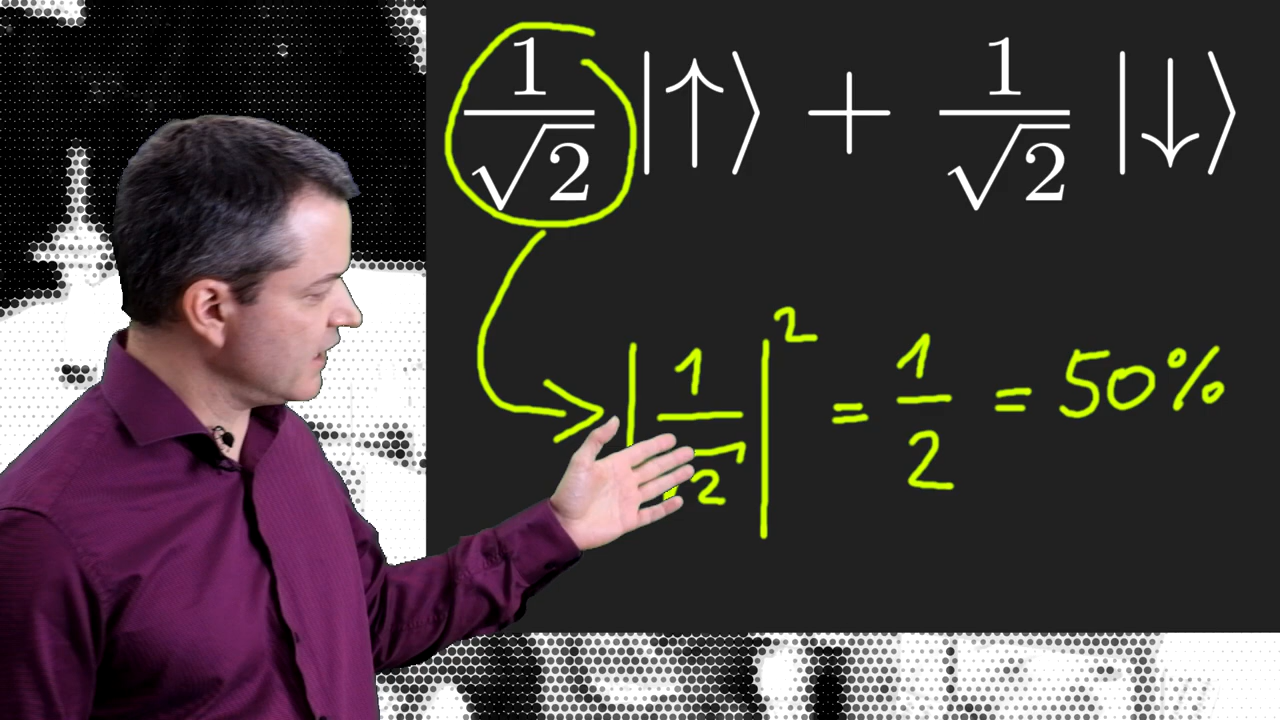 1/√2 |↑⟩ + 1/√2 |↓⟩
|1/√2|² = 1/2 = 50%